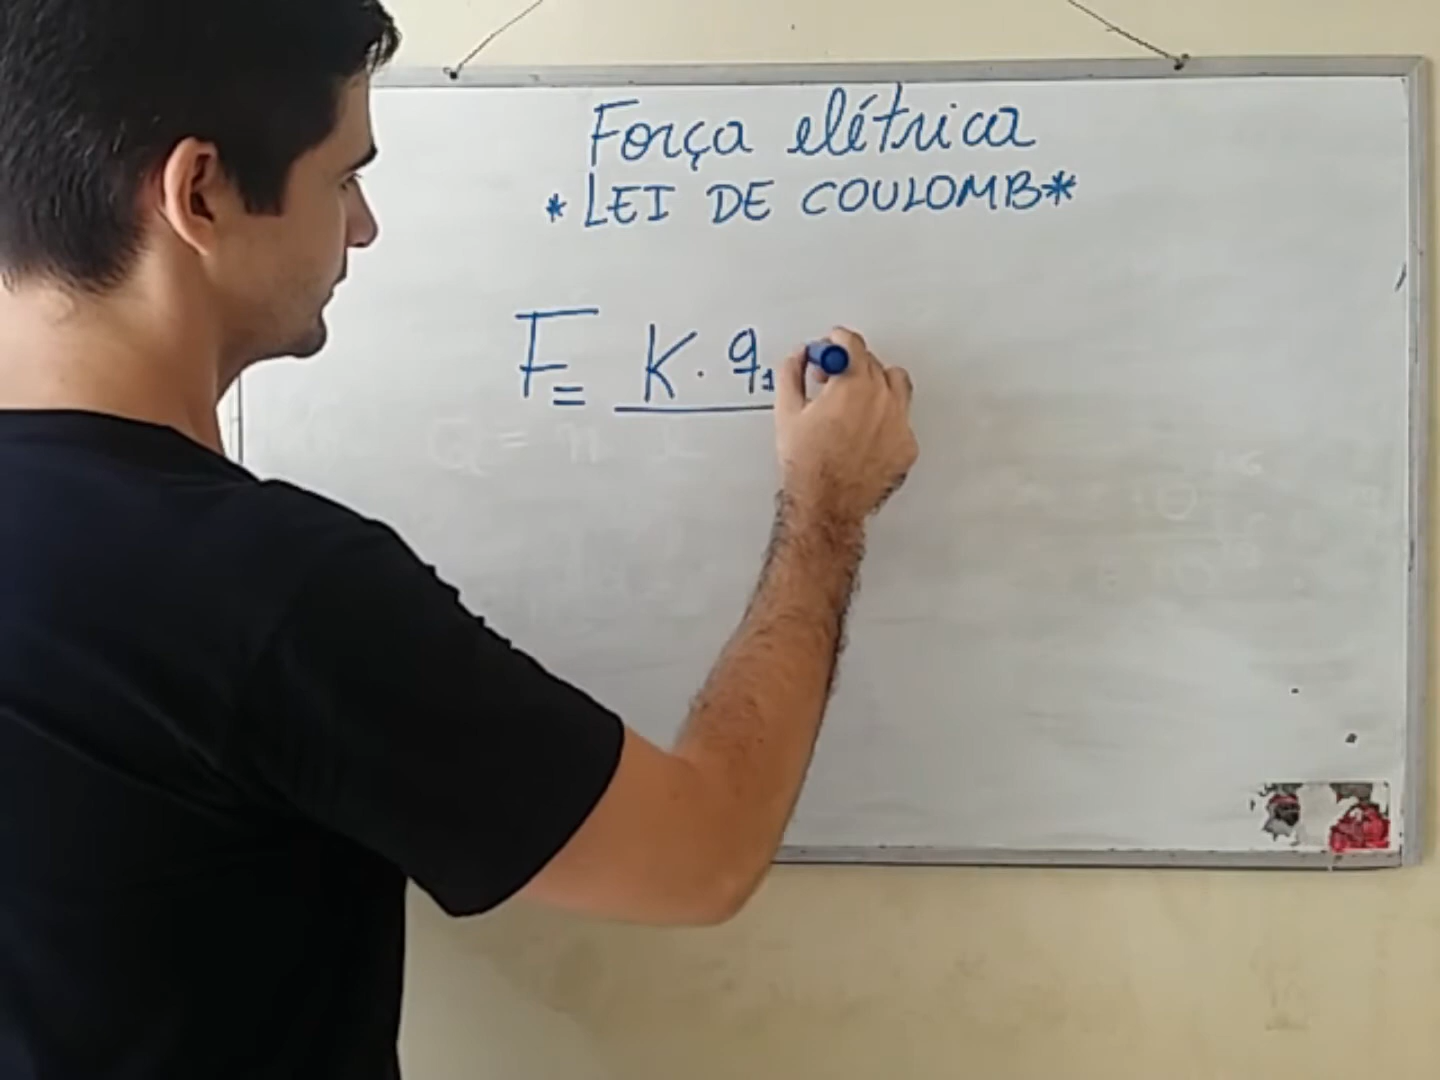 Força elétrica
*LEI DE COULOMB*
F= K . q₁
Q = n